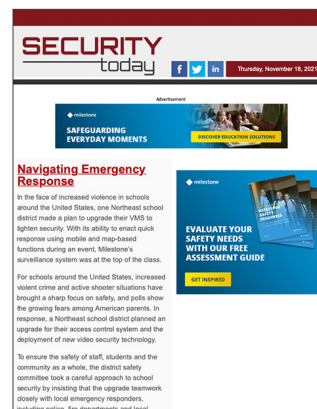 SECURITY
today
Thursday, November 18, 2021
Advertisement
milestone
SAFEGUARDING
EVERYDAY MOMENTS
DISCOVER EDUCATION SOLUTIONS
Navigating Emergency
Response
In the face of increased violence in schools
around the United States, one Northeast school
district made a plan to upgrade their VMS to
tighten security. With its ability to enact quick
response using mobile and map-based
functions during an event, Milestone's
surveillance system was at the top of the class.
For schools around the United States, increased
violent crime and active shooter situations have
brought a sharp focus on safety, and polls show
the growing fears among American parents. In
response, a Northeast school district planned an
upgrade for their access control system and the
deployment of new video security technology.
To ensure the safety of staff, students and the
community as a whole, the district safety
committee took a careful approach to school
security by insisting that the upgrade teamwork
closely with local emergency responders,
including police, fire departments and local
milestone
EVALUATE YOUR
SAFETY NEEDS
WITH OUR FREE
ASSESSMENT GUIDE
GET INSPIRED